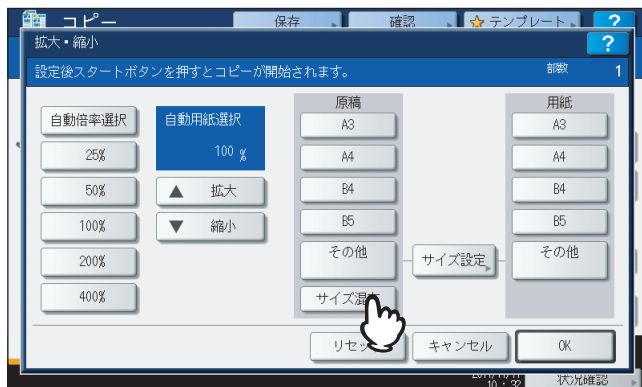 コピー 保存 確認 テンプレート ?
拡大・縮小 ?
設定後スタートボタンを押すとコピーが開始されます。 部数 1
原稿 用紙
自動倍率選択 自動用紙選択 A3 A3
25% 100 % A4 A4
50% ▲ 拡大 B4 B4
100% ▼ 縮小 B5 B5
200% その他 サイズ設定 その他
400% サイズ混
キャンセル OK
10:32 状況確認